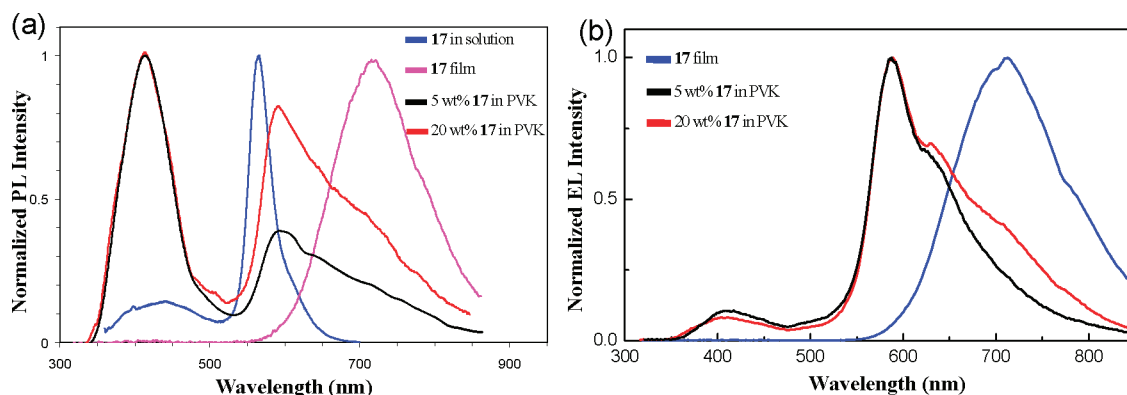 (a)
Normalized PL Intensity
1
0.5
0
300
500
700
900
Wavelength (nm)
17 in solution
17 film
5 wt% 17 in PVK
20 wt% 17 in PVK
(b)
Normalized EL Intensity
1.0
0.5
0.0
300
400
500
600
700
800
Wavelength (nm)
17 film
5 wt% 17 in PVK
20 wt% 17 in PVK